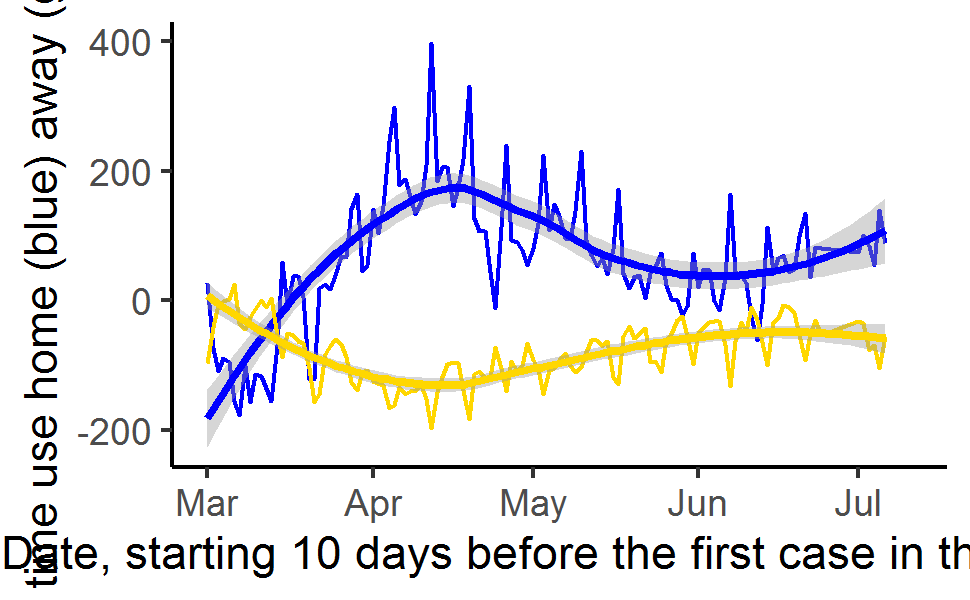 time use home (blue) away (
400
200
0
-200
Mar Apr May Jun Jul
Date, starting 10 days before the first case in th